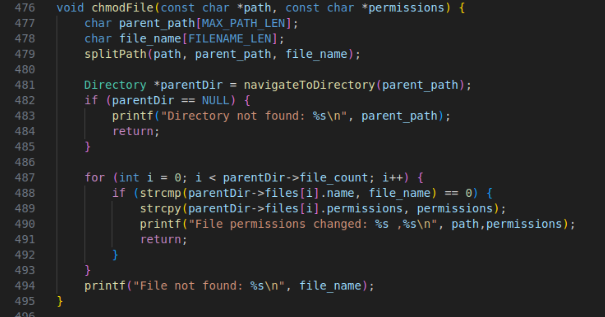 476 void chmodFile(const char *path, const char *permissions) {
477     char parent_path[MAX_PATH_LEN];
478     char file_name[FILENAME_LEN];
479     splitPath(path, parent_path, file_name);
480
481     Directory *parentDir = navigateToDirectory(parent_path);
482     if (parentDir == NULL) {
483         printf("Directory not found: %s\n", parent_path);
484         return;
485     }
486
487     for (int i = 0; i < parentDir->file_count; i++) {
488         if (strcmp(parentDir->files[i].name, file_name) == 0) {
489             strcpy(parentDir->files[i].permissions, permissions);
490             printf("File permissions changed: %s ,%s\n", path,permissions);
491             return;
492         }
493     }
494     printf("File not found: %s\n", file_name);
495 }
496